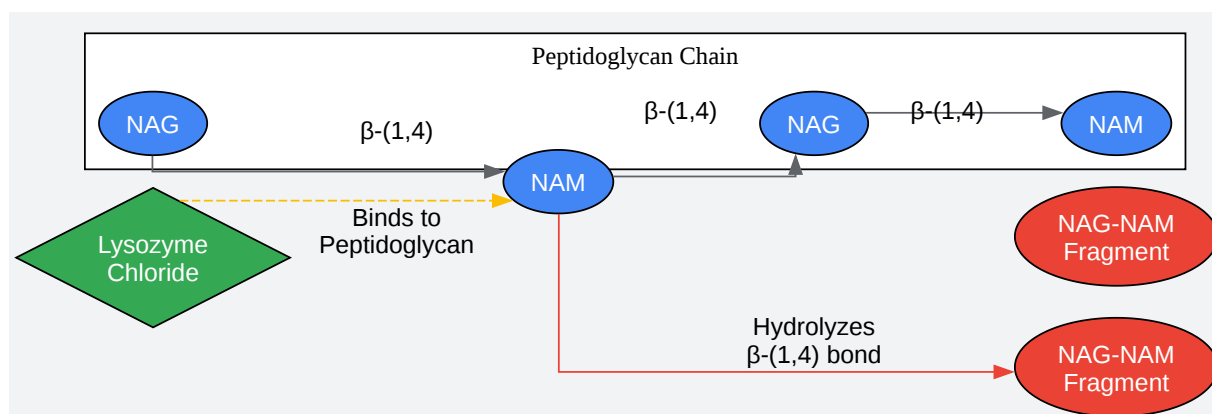 Peptidoglycan Chain
NAG
β-(1,4)
β-(1,4)
NAG
β-(1,4)
NAM
NAM
Lysozyme
Chloride
Binds to
Peptidoglycan
NAG-NAM
Fragment
Hydrolyzes
β-(1,4) bond
NAG-NAM
Fragment